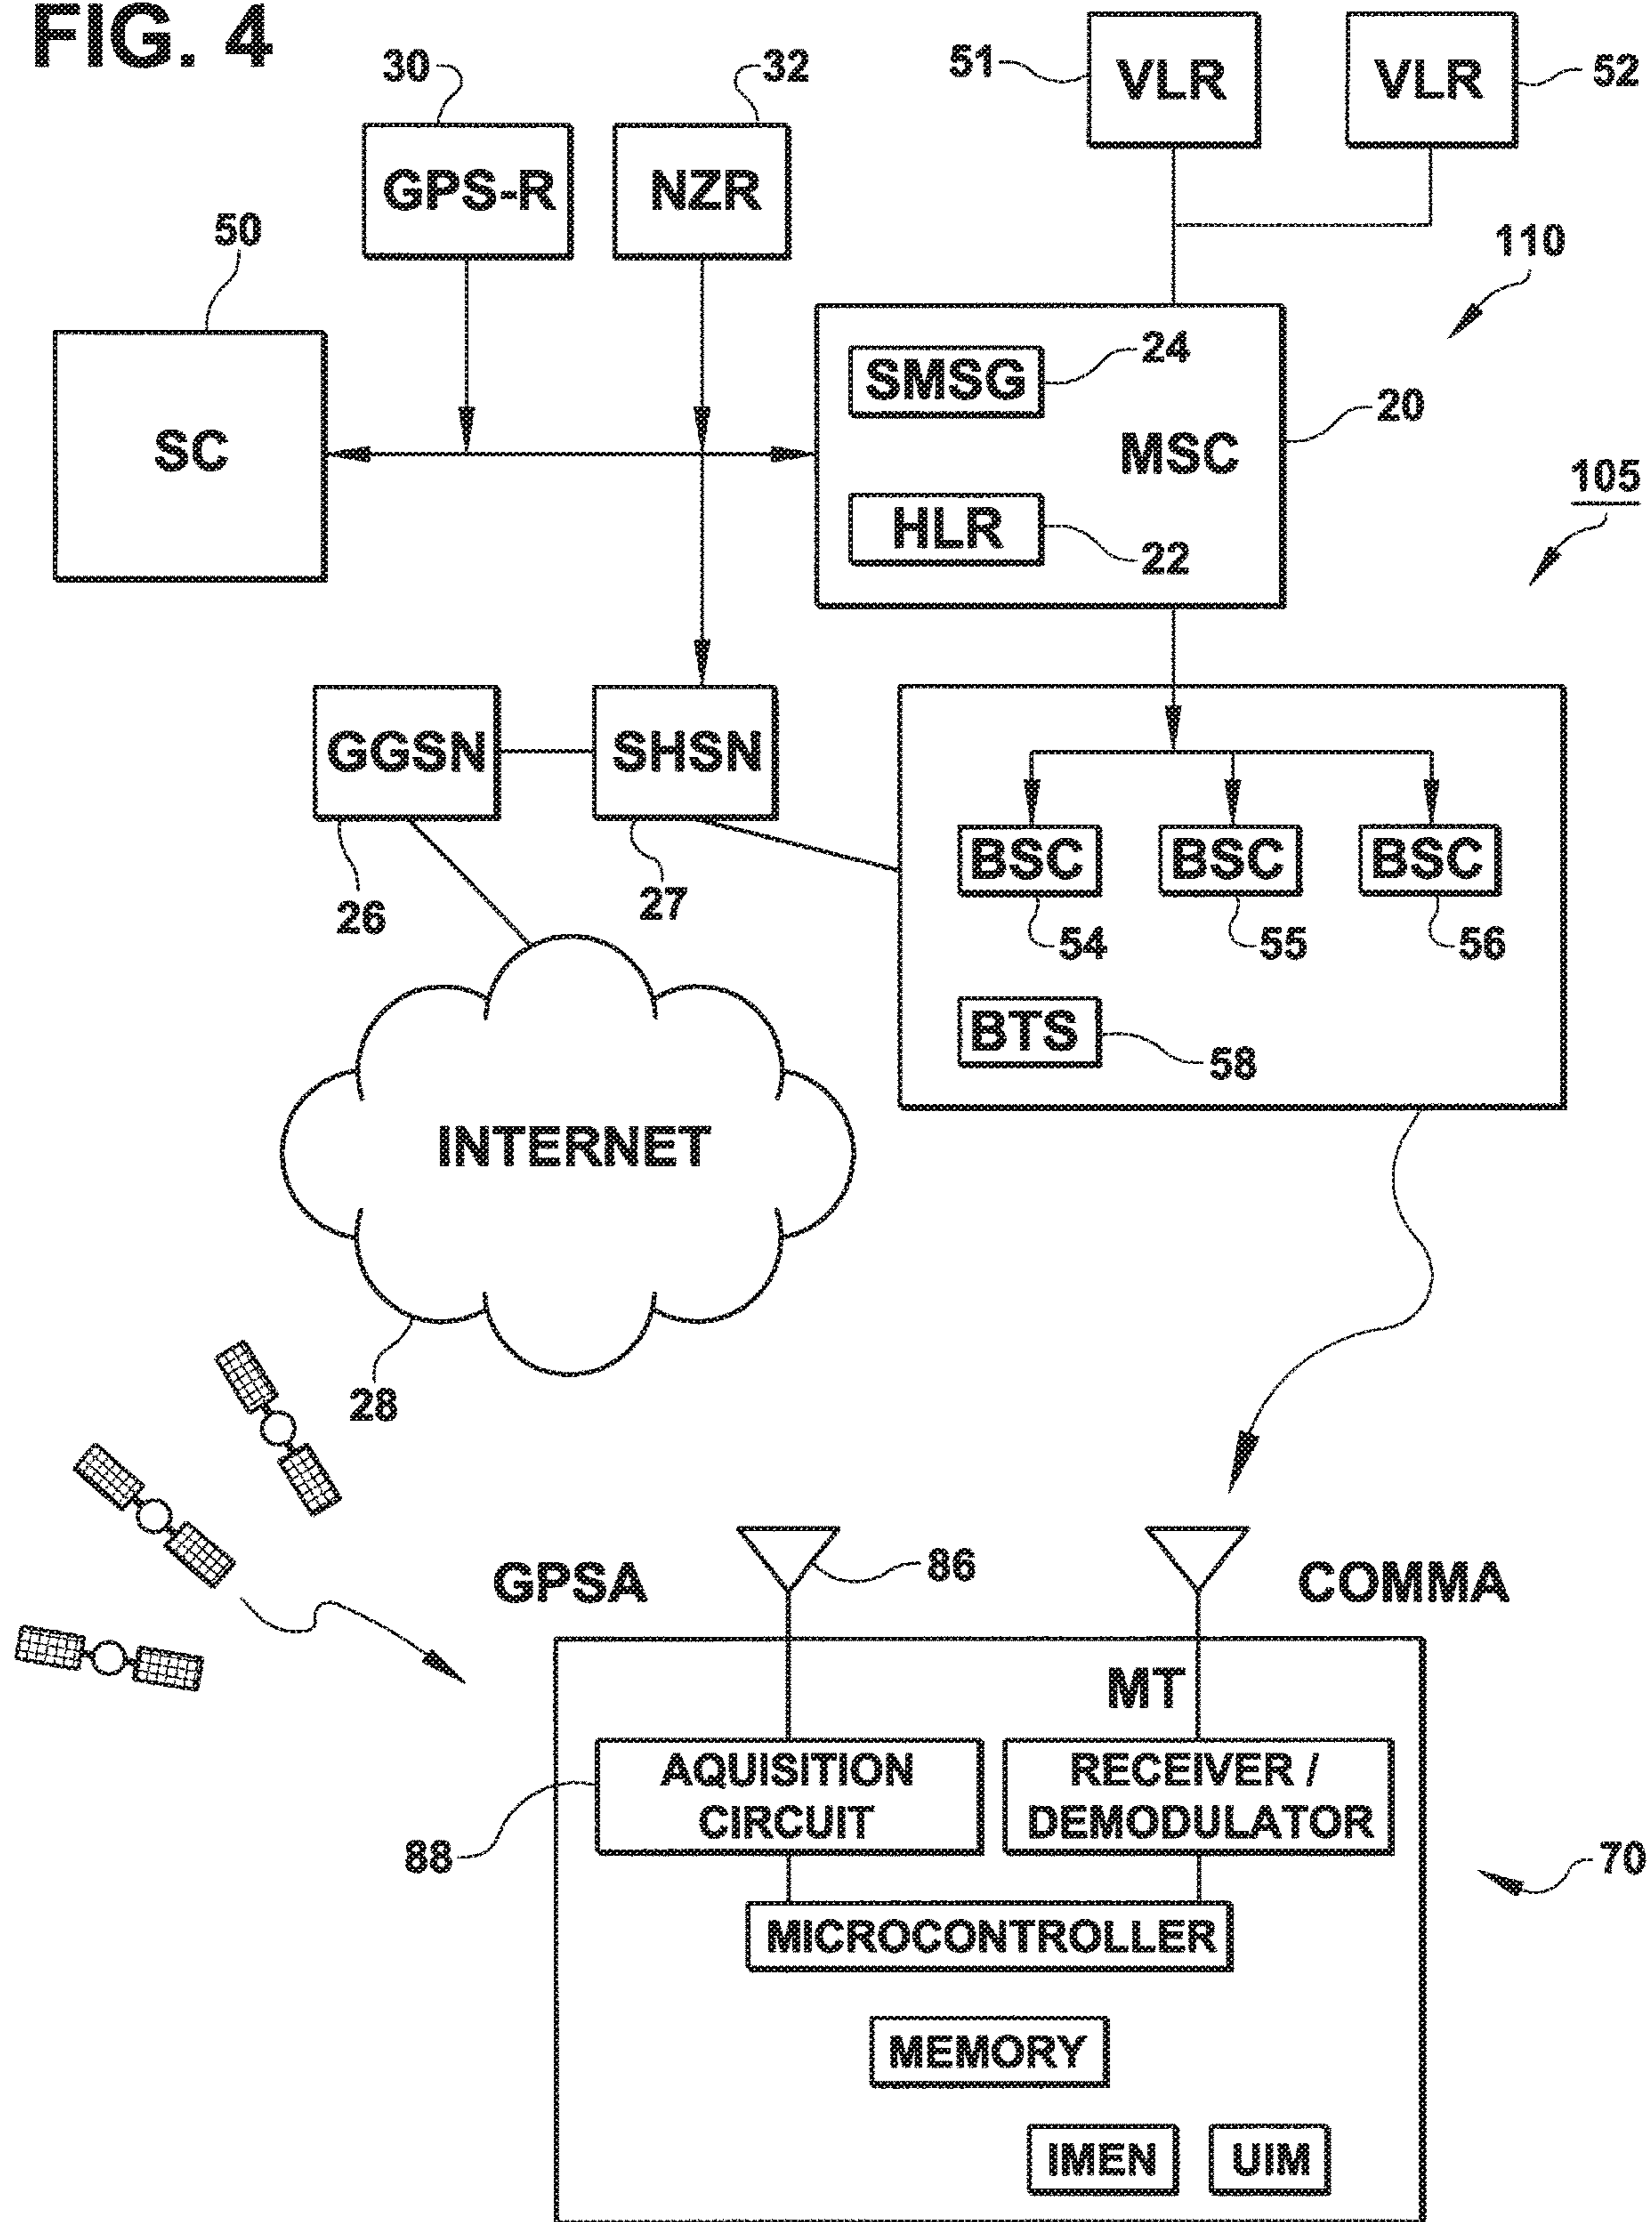 FIG. 4
30
32
51
VLR
VLR
52
GPS-R
NZR
50
110
SC
SMSG
24
MSC
20
HLR
22
105
GGSN
SHSN
26
27
BSC
BSC
BSC
54
55
56
BTS
58
INTERNET
28
GPSA
86
COMMA
MT
AQUISITION
CIRCUIT
RECEIVER /
DEMODULATOR
88
70
MICROCONTROLLER
MEMORY
IMEN
UIM